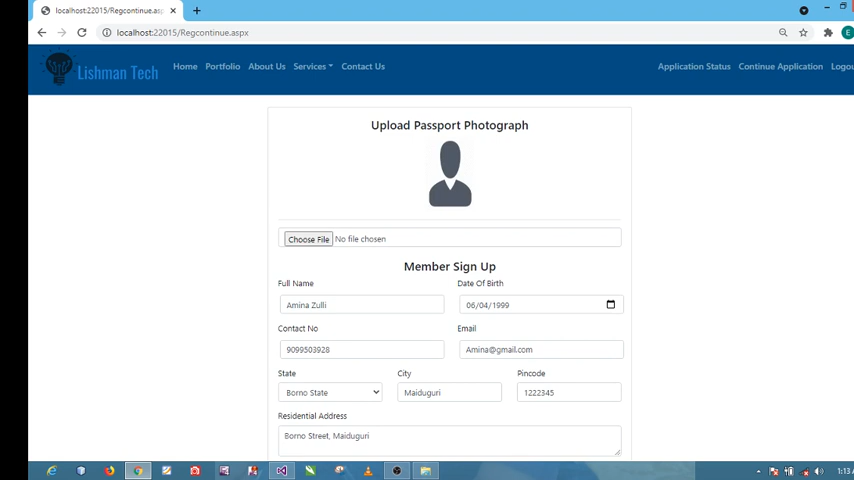 localhost:22015/Regcontinue.asp
localhost:22015/Regcontinue.aspx
E
Lishman Tech
Home Portfolio About Us Services Contact Us
Application Status Continue Application Logou
Upload Passport Photograph
Choose File No file chosen
Member Sign Up
Full Name Date Of Birth
Amina Zulli 06/04/1999
Contact No Email
9099503928 Amina@gmail.com
State City Pincode
Borno State Maiduguri 1222345
Residential Address
Borno Street, Maiduguri
1:13